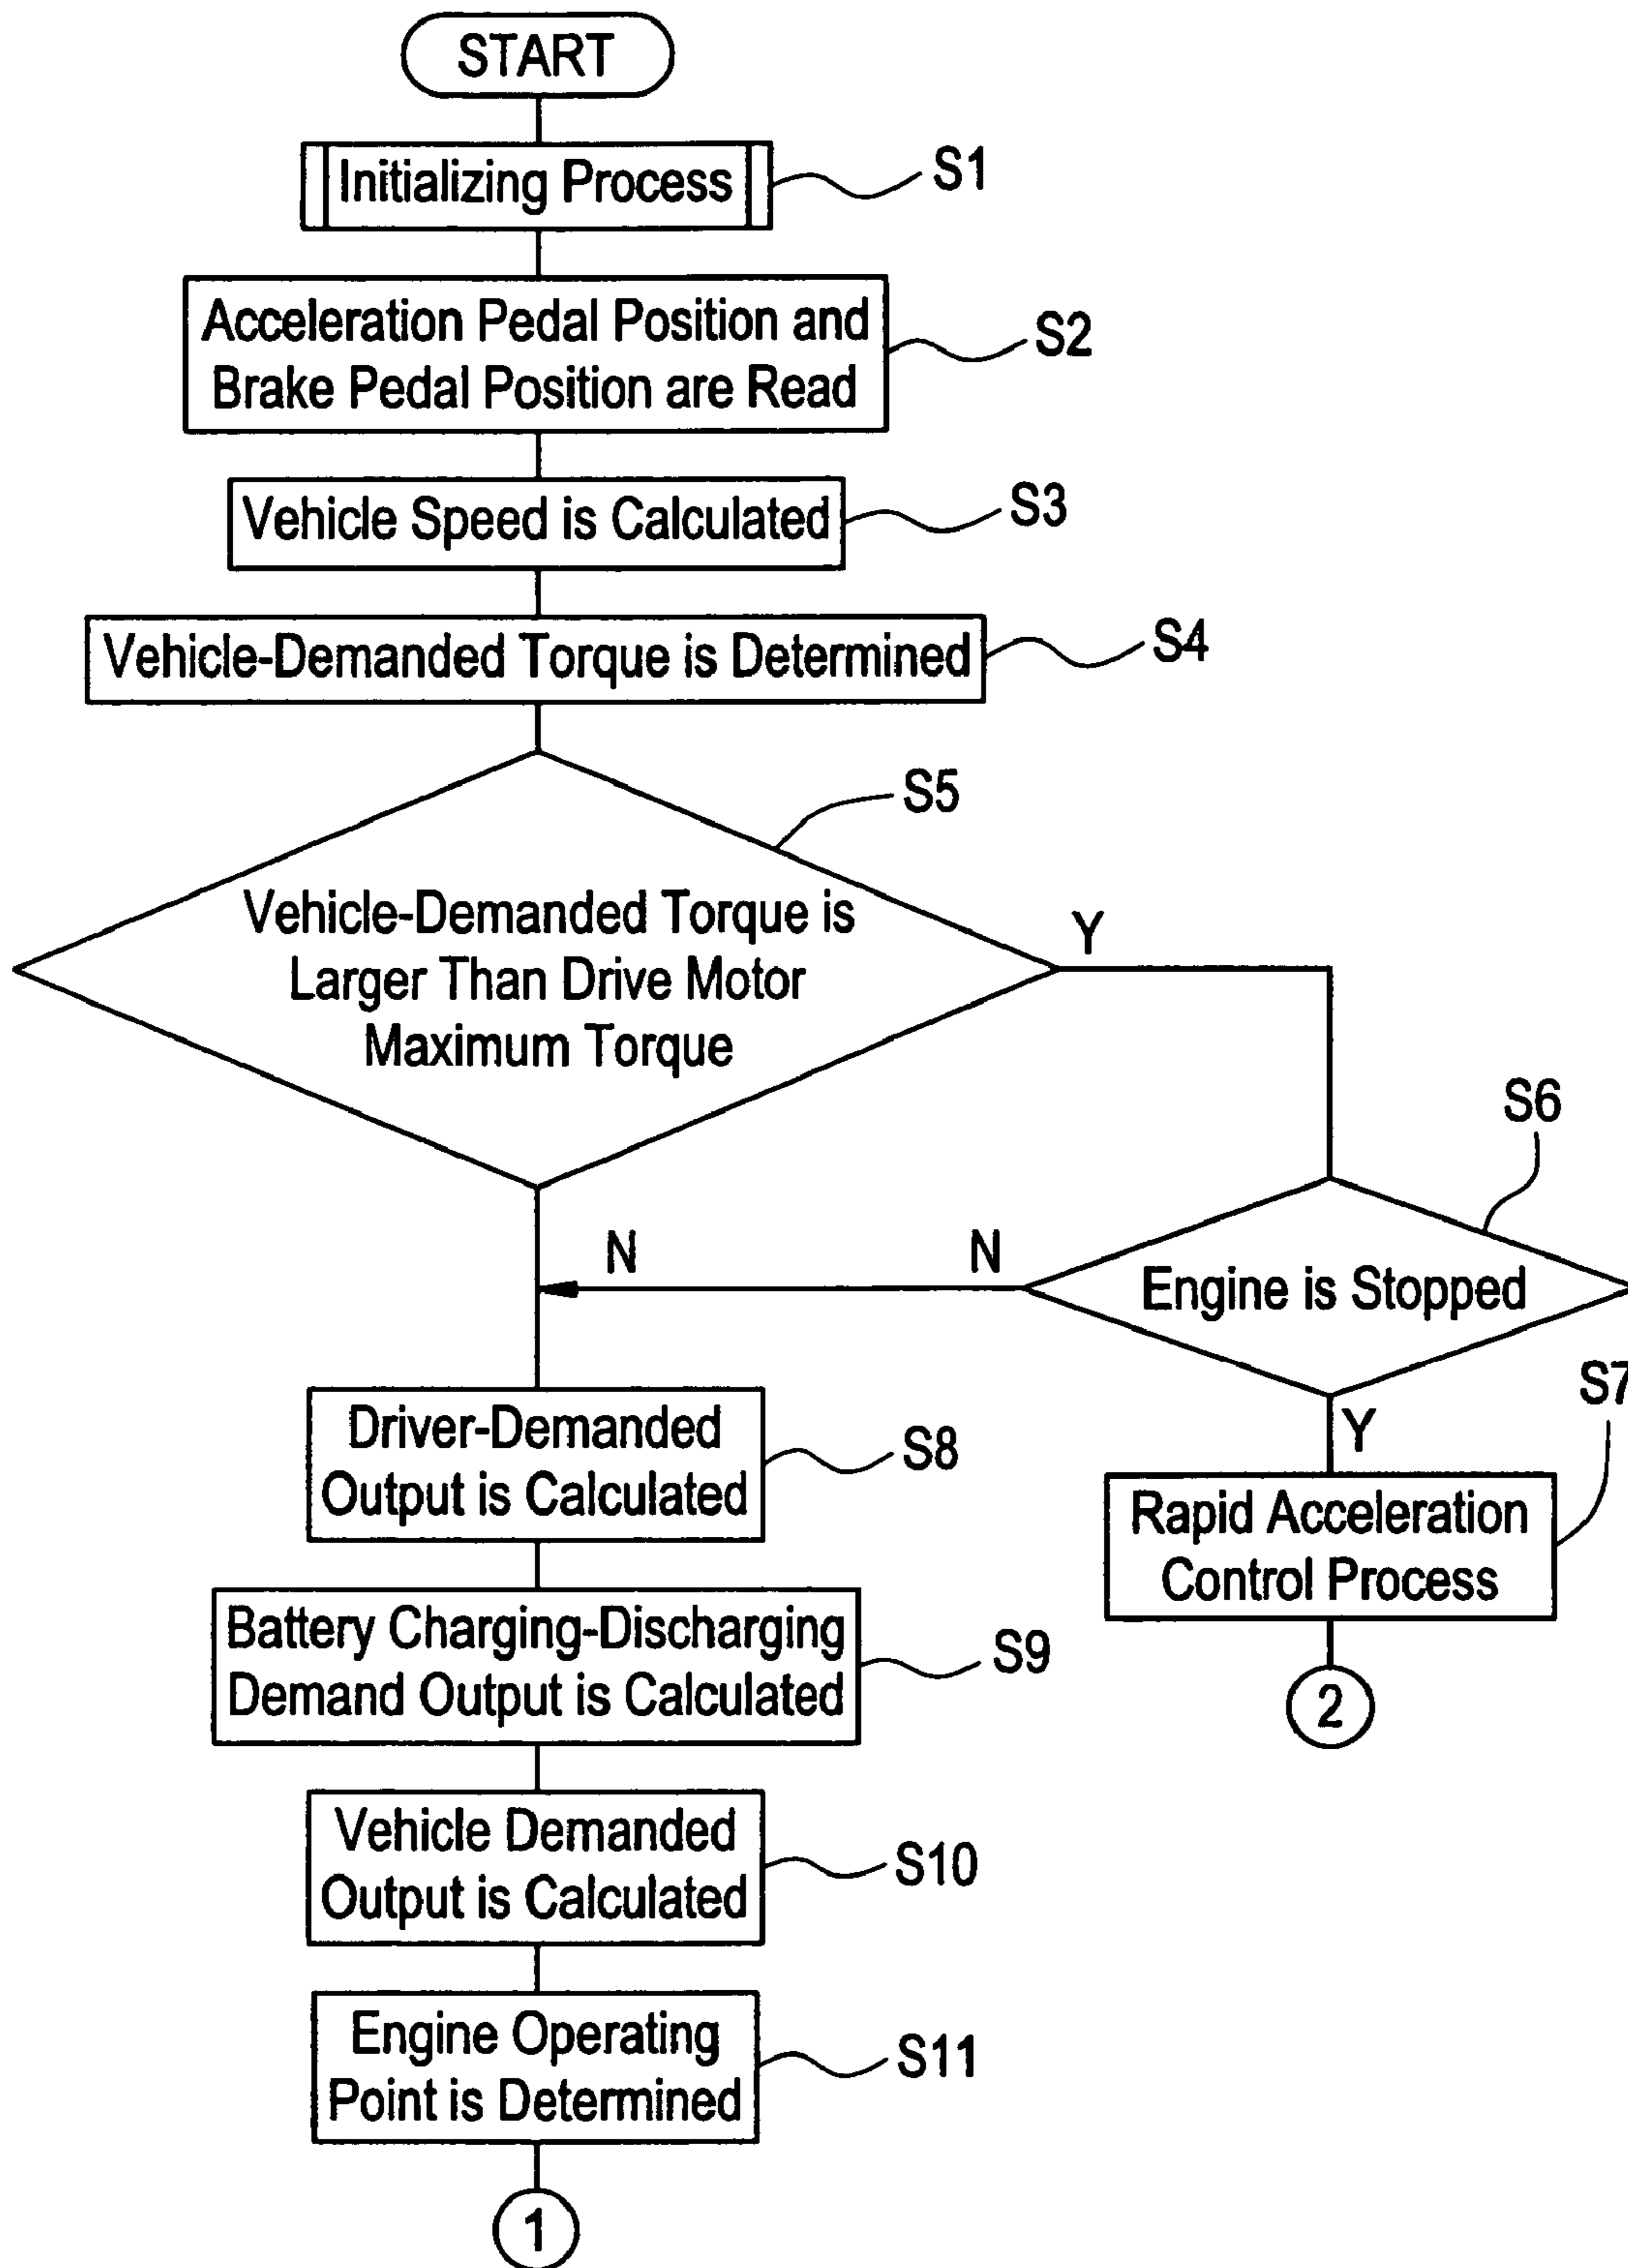 START
Initializing Process
S1
Acceleration Pedal Position and
Brake Pedal Position are Read
S2
Vehicle Speed is Calculated
S3
Vehicle-Demanded Torque is Determined
S4
S5
Vehicle-Demanded Torque is
Larger Than Drive Motor
Maximum Torque
Y
S6
N
N
Engine is Stopped
S7
Y
Rapid Acceleration
Control Process
2
Driver-Demanded
Output is Calculated
S8
Battery Charging-Discharging
Demand Output is Calculated
S9
Vehicle Demanded
Output is Calculated
S10
Engine Operating
Point is Determined
S11
1